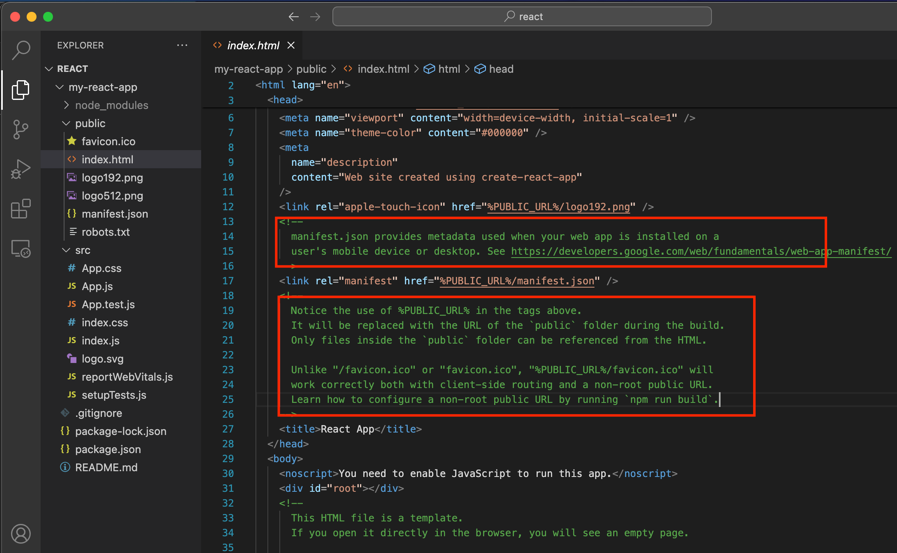 react
EXPLORER
index.html
REACT
my-react-app
node_modules
public
favicon.ico
index.html
logo192.png
logo512.png
manifest.json
robots.txt
src
App.css
App.js
App.test.js
index.css
index.js
logo.svg
reportWebVitals.js
setupTests.js
.gitignore
package-lock.json
package.json
README.md
my-react-app > public > index.html > html > head
2 <html lang="en">
3 <head>
6 <meta name="viewport" content="width=device-width, initial-scale=1" />
7 <meta name="theme-color" content="#000000" />
8 <meta
9 name="description"
10 content="Web site created using create-react-app"
11 />
12 <link rel="apple-touch-icon" href="%PUBLIC_URL%/logo192.png" />
13 <!--
14 manifest.json provides metadata used when your web app is installed on a
15 user's mobile device or desktop. See https://developers.google.com/web/fundamentals/web-app-manifest/
16
17 <link rel="manifest" href="%PUBLIC_URL%/manifest.json" />
18 <!--
19 Notice the use of %PUBLIC_URL% in the tags above.
20 It will be replaced with the URL of the `public` folder during the build.
21 Only files inside the `public` folder can be referenced from the HTML.
22
23 Unlike "/favicon.ico" or "favicon.ico", "%PUBLIC_URL%/favicon.ico" will
24 work correctly both with client-side routing and a non-root public URL.
25 Learn how to configure a non-root public URL by running `npm run build`.
26
27 <title>React App</title>
28 </head>
29 <body>
30 <noscript>You need to enable JavaScript to run this app.</noscript>
31 <div id="root"></div>
32 <!--
33 This HTML file is a template.
34 If you open it directly in the browser, you will see an empty page.
35